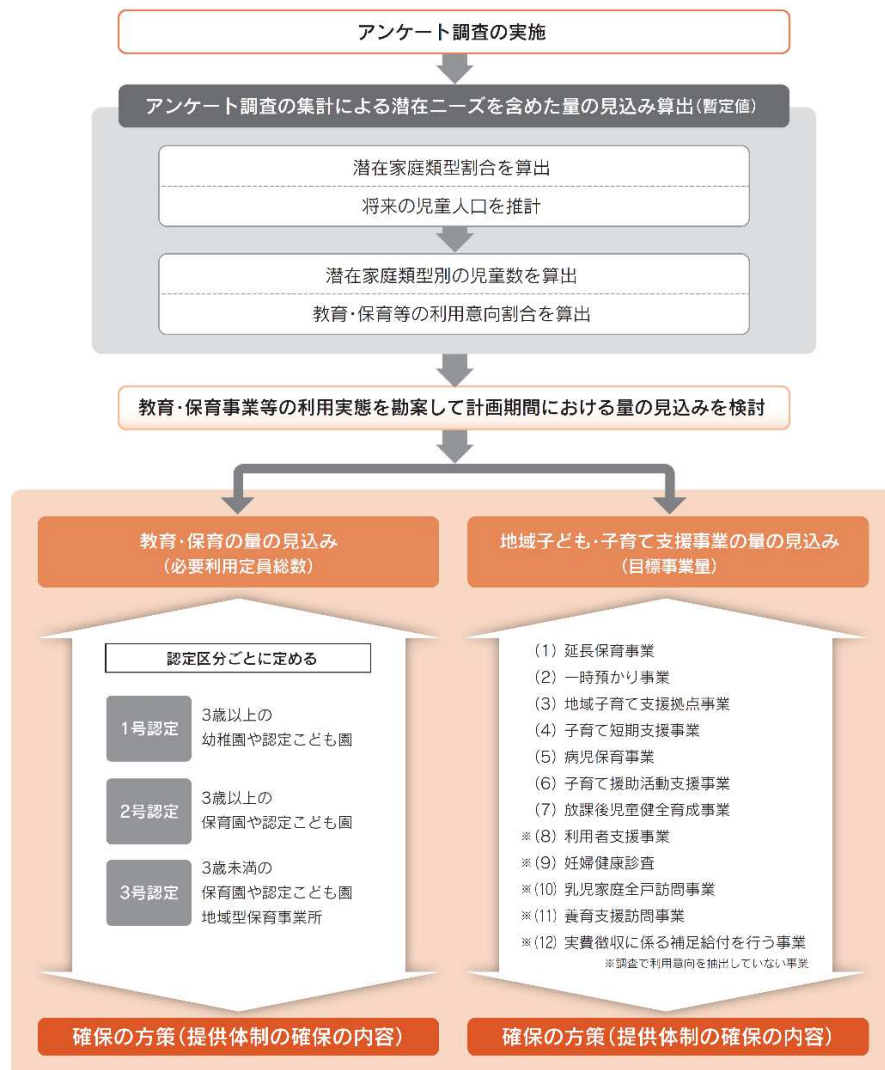 アンケート調査の実施
アンケート調査の集計による潜在ニーズを含めた量の見込み算出(暫定値)
潜在家庭類型割合を算出
将来の児童人口を推計
潜在家庭類型別の児童数を算出
教育・保育等の利用意向割合を算出
教育・保育事業等の利用実態を勘案して計画期間における量の見込みを検討
教育・保育の量の見込み
(必要利用定員総数)
認定区分ごとに定める
1号認定
3歳以上の
幼稚園や認定こども園
2号認定
3歳以上の
保育園や認定こども園
3号認定
3歳未満の
保育園や認定こども園
地域型保育事業所
確保の方策(提供体制の確保の内容)
地域子ども・子育て支援事業の量の見込み
(目標事業量)
(1) 延長保育事業
(2) 一時預かり事業
(3) 地域子育て支援拠点事業
(4) 子育て短期支援事業
(5) 病児保育事業
(6) 子育て援助活動支援事業
(7) 放課後児童健全育成事業
※(8) 利用者支援事業
※(9) 妊婦健康診査
※(10) 乳児家庭全戸訪問事業
※(11) 養育支援訪問事業
※(12) 実費徴収に係る補足給付を行う事業
※調査で利用意向を抽出していない事業
確保の方策(提供体制の確保の内容)